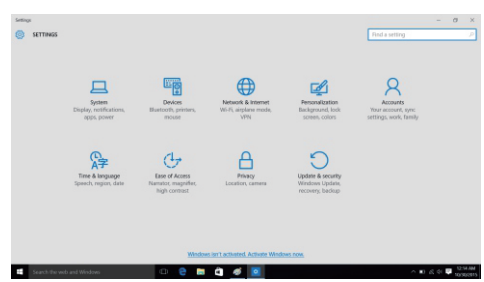 Settings
SETTINGS
Find a setting
System
Display, notifications,
apps, power
Devices
Bluetooth, printers,
mouse
Network & Internet
Wi-Fi, airplane mode,
VPN
Personalization
Background, lock
screen, colors
Accounts
Your account, sync
settings, work, family
Time & language
Speech, region, date
Ease of Access
Narrator, magnifier,
high contrast
Privacy
Location, camera
Update & security
Windows Update,
recovery, backup
Windows isn't activated. Activate Windows now.
Search the web and Windows